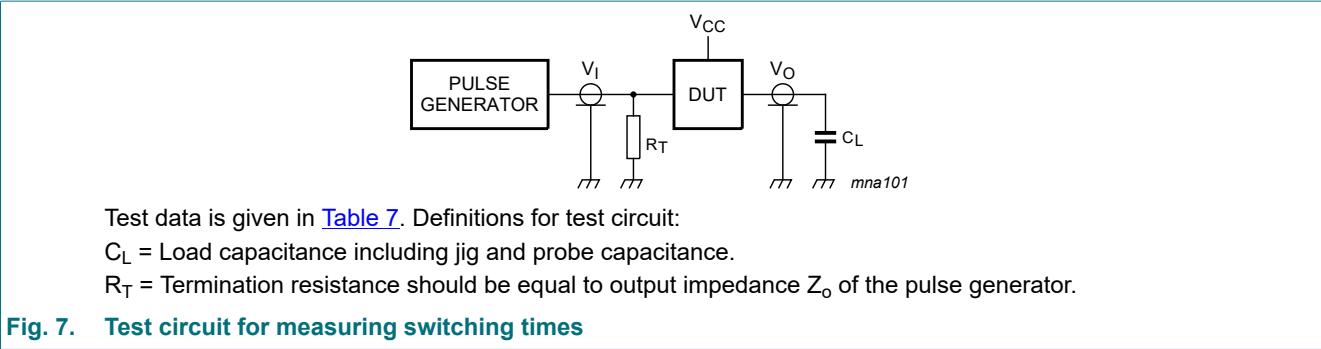 VCC
PULSE
GENERATOR
VI
DUT
VO
RT
CL
mna101
Test data is given in Table 7. Definitions for test circuit:
CL = Load capacitance including jig and probe capacitance.
RT = Termination resistance should be equal to output impedance Zo of the pulse generator.
Fig. 7. Test circuit for measuring switching times